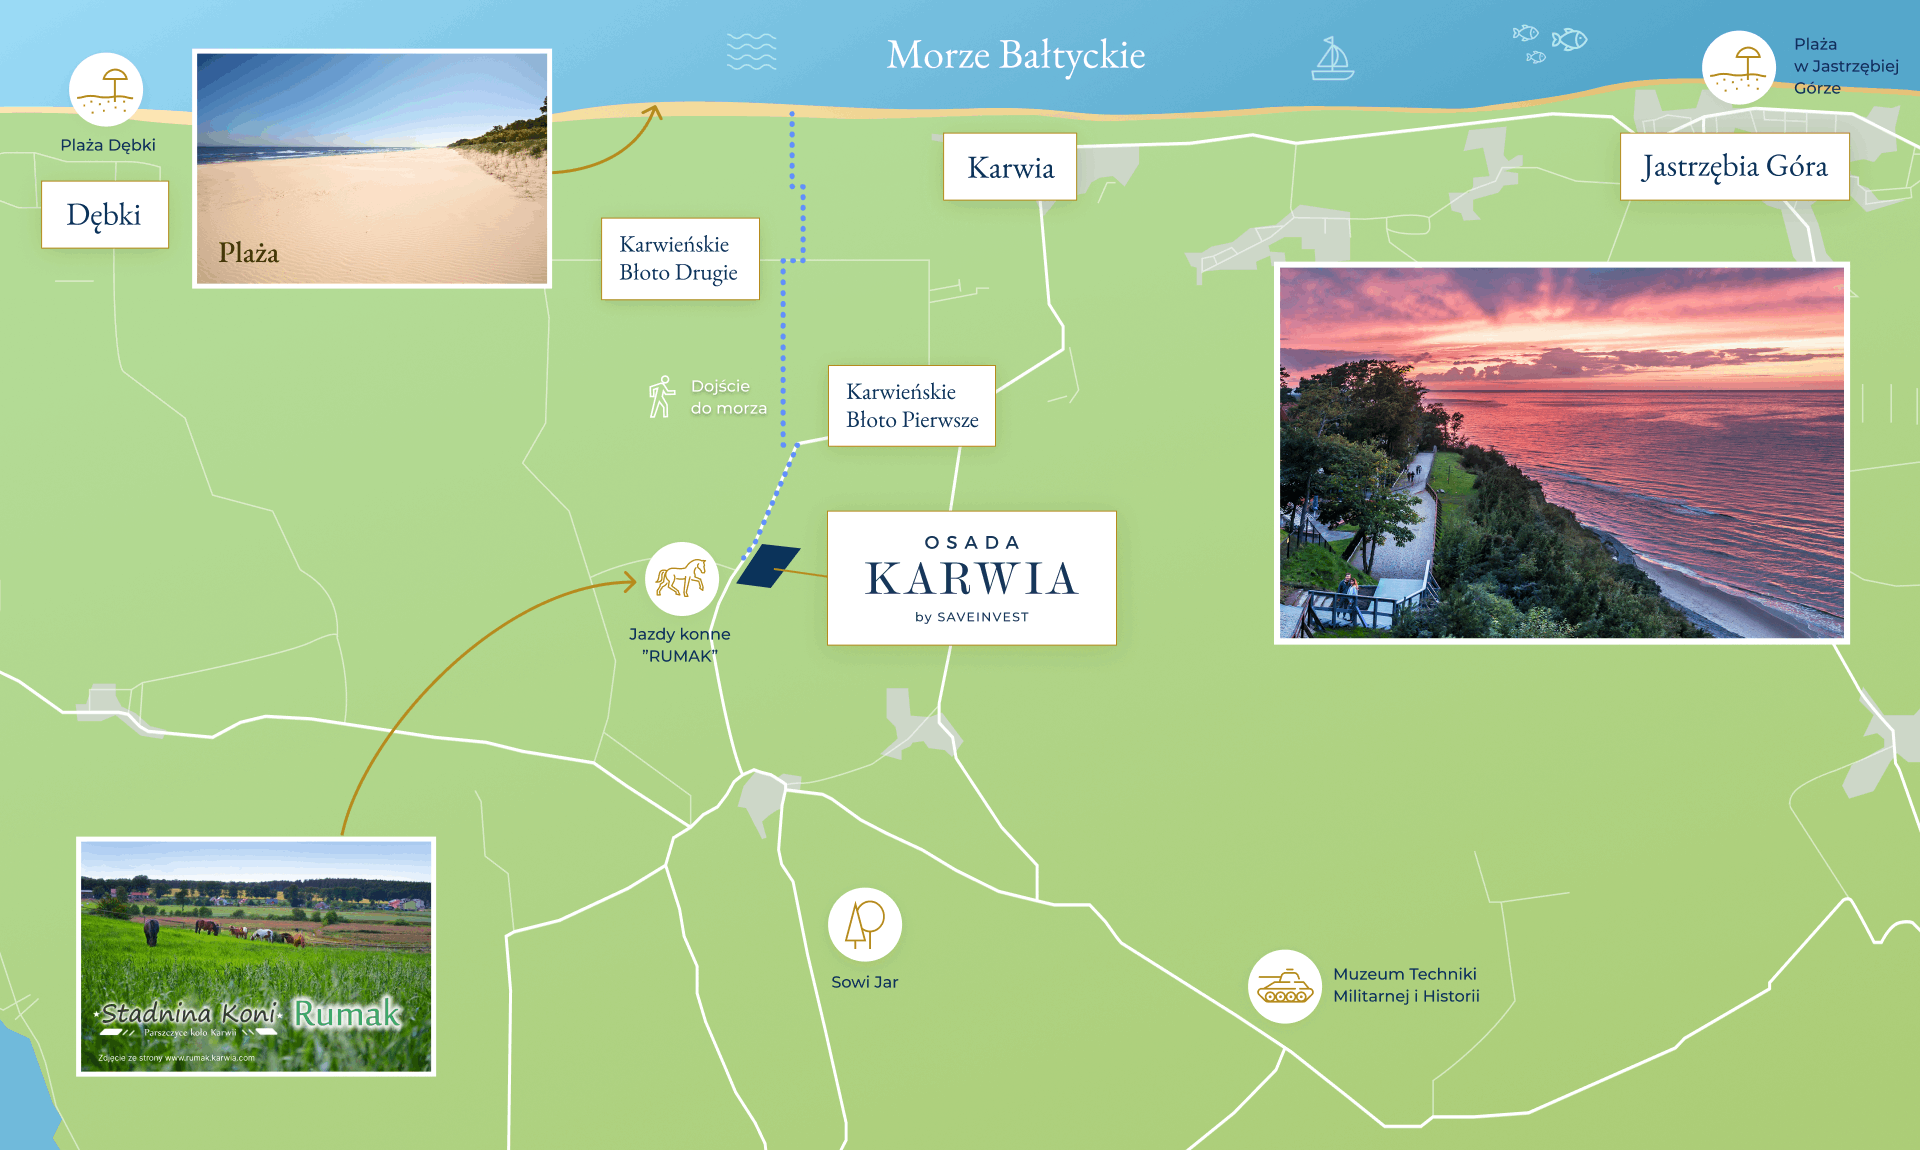 Morze Bałtyckie
Plaża
w Jastrzębiej
Górze
Plaża Dębki
Dębki
Plaża
Karwia
Jastrzębia Góra
Karwieńskie
Błoto Drugie
Dojście
do morza
Karwieńskie
Błoto Pierwsze
OSADA
KARWIA
by SAVEINVEST
Jazdy konne
”RUMAK”
Stadnina Koni Rumak
Parszczyce koło Karwii
Zdjęcie ze strony www.rumak.karwia.com
Sowi Jar
Muzeum Techniki
Militarnej i Historii